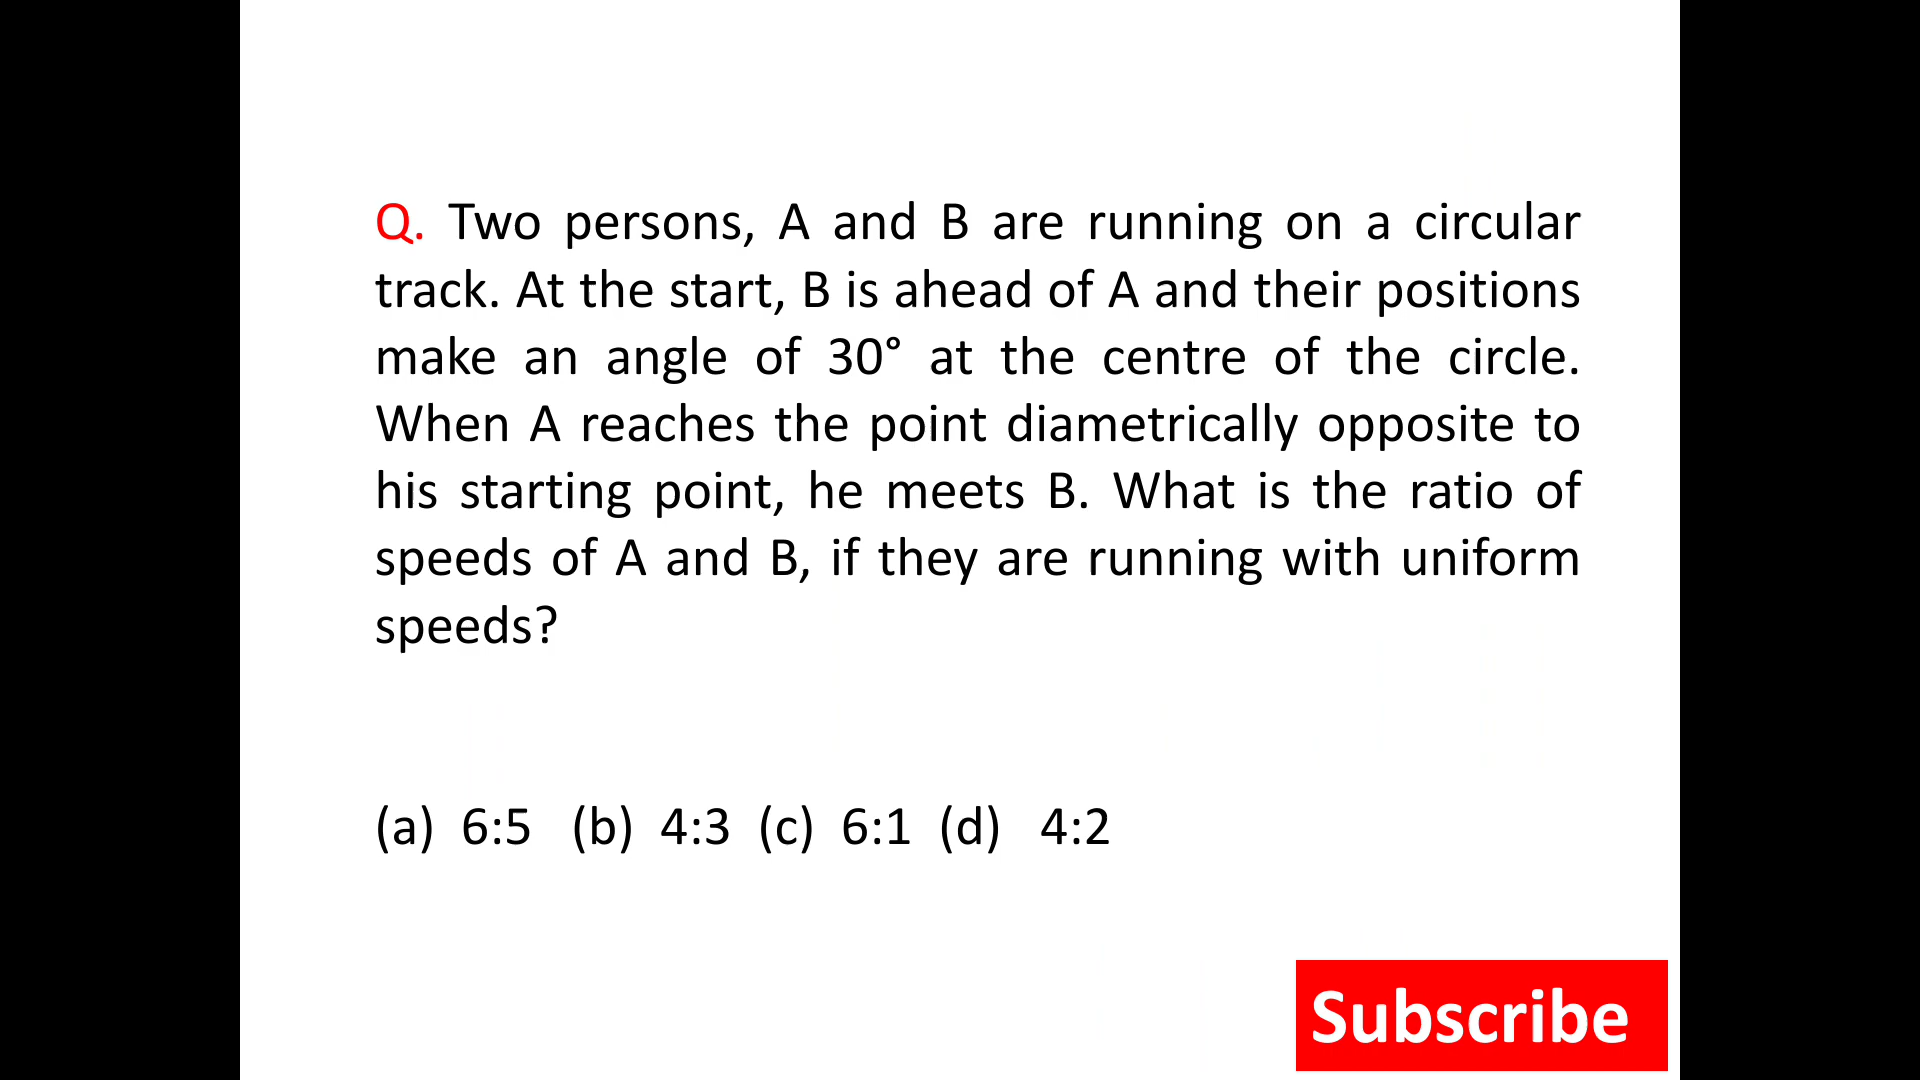 Q. Two persons, A and B are running on a circular
track. At the start, B is ahead of A and their positions
make an angle of 30° at the centre of the circle.
When A reaches the point diametrically opposite to
his starting point, he meets B. What is the ratio of
speeds of A and B, if they are running with uniform
speeds?
(a) 6:5 (b) 4:3 (c) 6:1 (d) 4:2
Subscribe